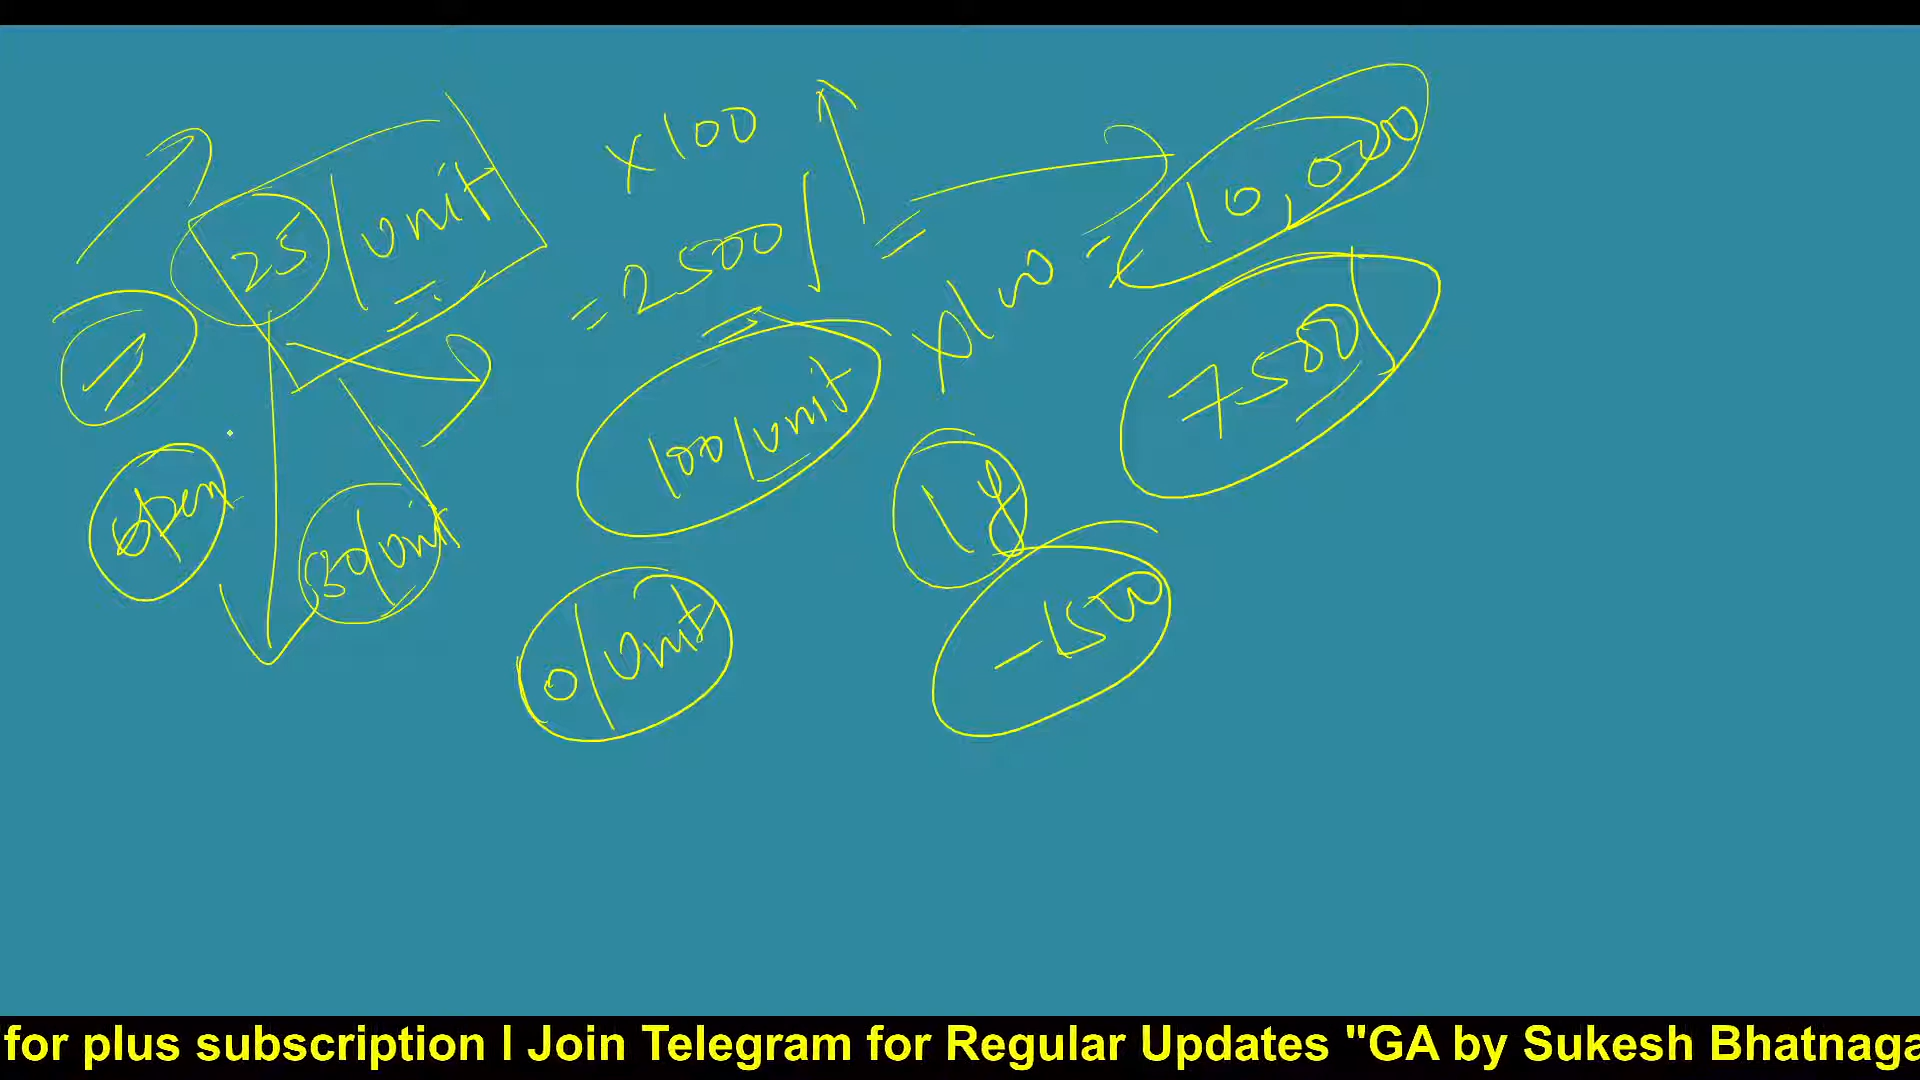 25/unit
x100
= 2500/
=
x100 = 10,000
7500
open
30/unit
100/unit
0/unit
-1500
for plus subscription I Join Telegram for Regular Updates "GA by Sukesh Bhatnaga